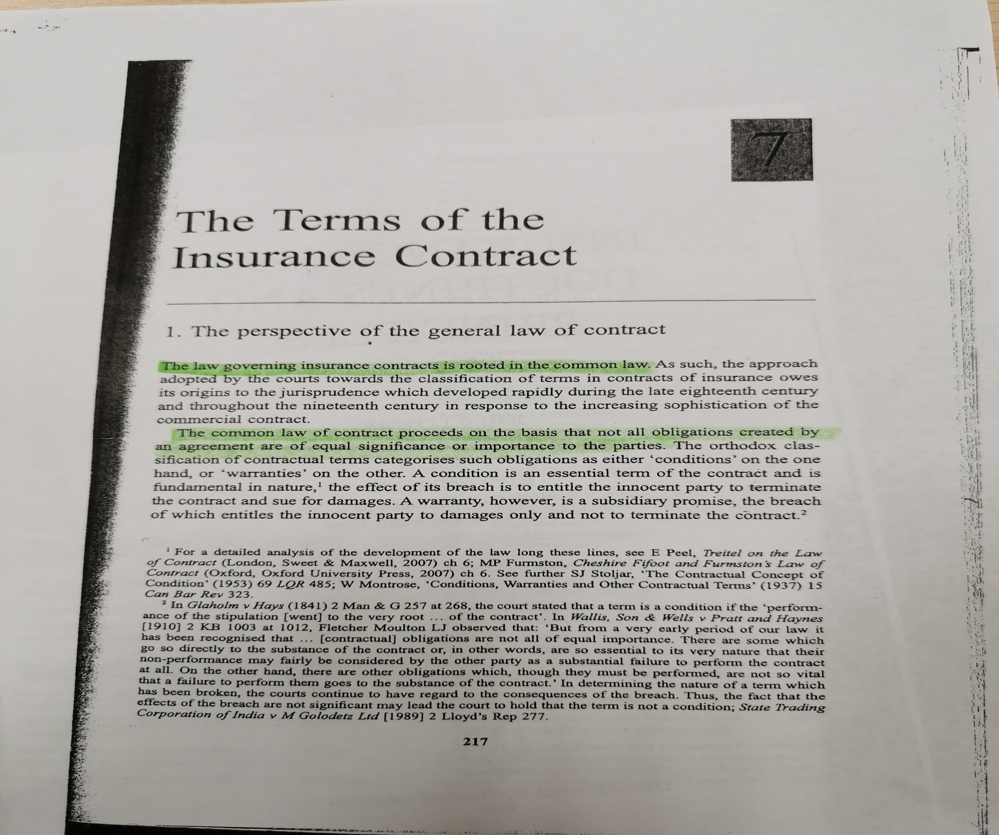 7
The Terms of the
Insurance Contract
1. The perspective of the general law of contract
The law governing insurance contracts is rooted in the common law. As such, the approach
adopted by the courts towards the classification of terms in contracts of insurance owes
its origins to the jurisprudence which developed rapidly during the late eighteenth century
and throughout the nineteenth century in response to the increasing sophistication of the
commercial contract.
The common law of contract proceeds on the basis that not all obligations created by
an agreement are of equal significance or importance to the parties. The orthodox clas-
sification of contractual terms categorises such obligations as either ‘conditions’ on the one
hand, or ‘warranties’ on the other. A condition is an essential term of the contract and is
fundamental in nature,¹ the effect of its breach is to entitle the innocent party to terminate
the contract and sue for damages. A warranty, however, is a subsidiary promise, the breach
of which entitles the innocent party to damages only and not to terminate the contract.²
¹ For a detailed analysis of the development of the law long these lines, see E Peel, Treitel on the Law
of Contract (London, Sweet & Maxwell, 2007) ch 6; MP Furmston, Cheshire Fifoot and Furmston’s Law of
Contract (Oxford, Oxford University Press, 2007) ch 6. See further SJ Stoljar, ‘The Contractual Concept of
Condition’ (1953) 69 LQR 485; W Montrose, ‘Conditions, Warranties and Other Contractual Terms’ (1937) 15
Can Bar Rev 323.
² In Glaholm v Hays (1841) 2 Man & G 257 at 268, the court stated that a term is a condition if the ‘perform-
ance of the stipulation [went] to the very root ... of the contract’. In Wallis, Son & Wells v Pratt and Haynes
[1910] 2 KB 1003 at 1012, Fletcher Moulton LJ observed that: ‘But from a very early period of our law it
has been recognised that ... [contractual] obligations are not all of equal importance. There are some which
go so directly to the substance of the contract or, in other words, are so essential to its very nature that their
non-performance may fairly be considered by the other party as a substantial failure to perform the contract
at all. On the other hand, there are other obligations which, though they must be performed, are not so vital
that a failure to perform them goes to the substance of the contract.’ In determining the nature of a term which
has been broken, the courts continue to have regard to the consequences of the breach. Thus, the fact that the
effects of the breach are not significant may lead the court to hold that the term is not a condition; State Trading
Corporation of India v M Golodetz Ltd [1989] 2 Lloyd’s Rep 277.
217